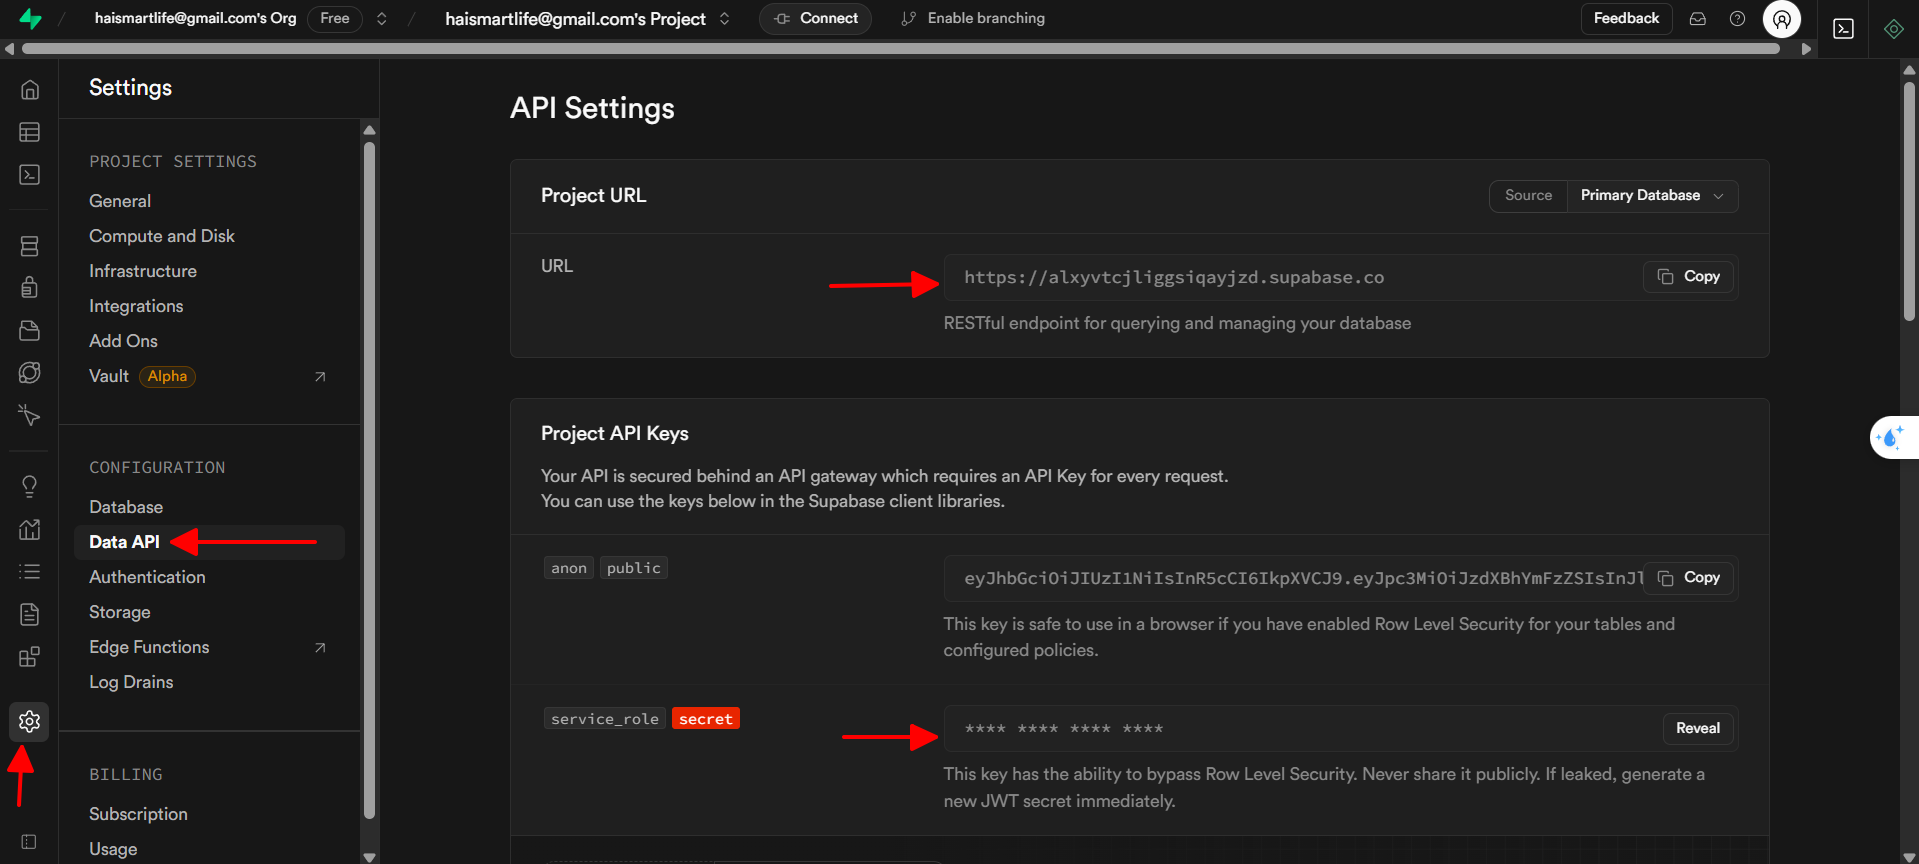 haismartlife@gmail.com's Org Free haismartlife@gmail.com's Project Connect Enable branching Feedback
Settings
PROJECT SETTINGS
General
Compute and Disk
Infrastructure
Integrations
Add Ons
Vault Alpha
CONFIGURATION
Database
Data API
Authentication
Storage
Edge Functions
Log Drains
BILLING
Subscription
Usage
API Settings
Project URL
Source Primary Database
URL
https://alxyvtcjliggsiqayjzd.supabase.co Copy
RESTful endpoint for querying and managing your database
Project API Keys
Your API is secured behind an API gateway which requires an API Key for every request.
You can use the keys below in the Supabase client libraries.
anon public
eyJhbGciOiJIUzI1NiIsInR5cCI6IkpXVCJ9.eyJpc3MiOiJzdXBhYmFzZSIsInJl Copy
This key is safe to use in a browser if you have enabled Row Level Security for your tables and
configured policies.
service_role secret
**** **** **** **** Reveal
This key has the ability to bypass Row Level Security. Never share it publicly. If leaked, generate a
new JWT secret immediately.